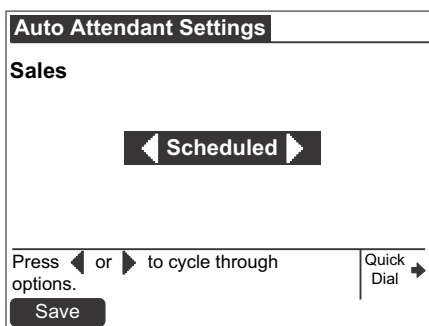 Auto Attendant Settings
Sales
Scheduled
Press or to cycle through
options.
Quick
Dial
Save